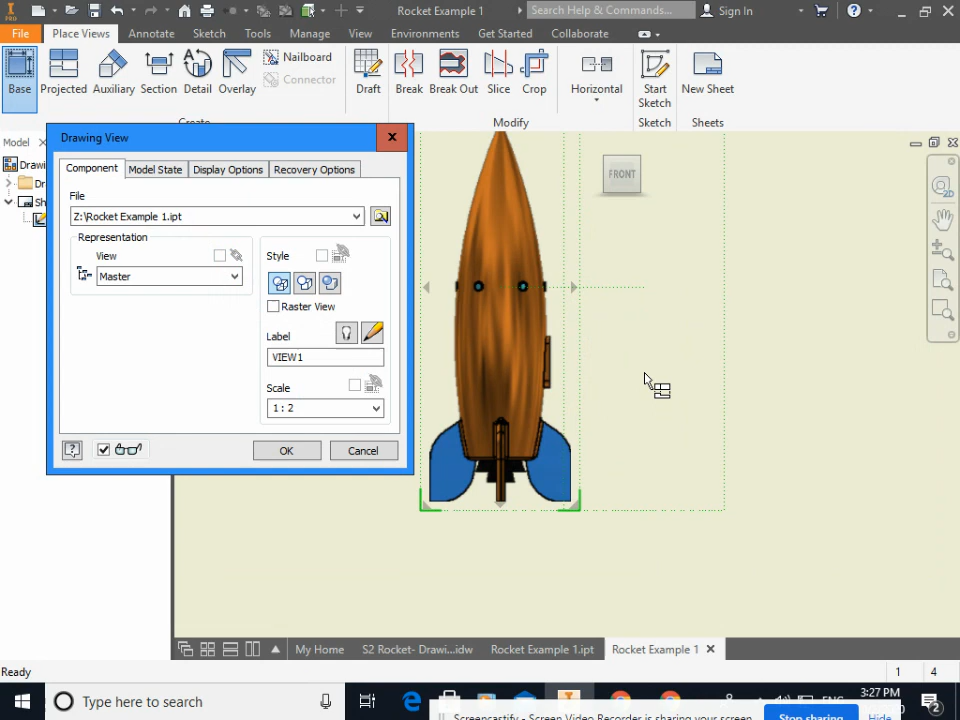 PRO
Rocket Example 1
Search Help & Commands...
Sign In
File Place Views Annotate Sketch Tools Manage View Environments Get Started Collaborate
Base Projected Auxiliary Section Detail Overlay Nailboard Connector Draft Break Break Out Slice Crop Horizontal Start Sketch New Sheet
Create Modify Sketch Sheets
Model
Drawing View
Component Model State Display Options Recovery Options
File
Z:\Rocket Example 1.ipt
Representation
View
Master
Style
Raster View
Label
VIEW1
Scale
1 : 2
OK Cancel
FRONT
2D
My Home S2 Rocket- Drawi...idw Rocket Example 1.ipt Rocket Example 1
Ready 1 4
Type here to search
ENG
3:27 PM
2
Screencastify - Screen Video Recorder is sharing your screen.
Stop sharing
Hide